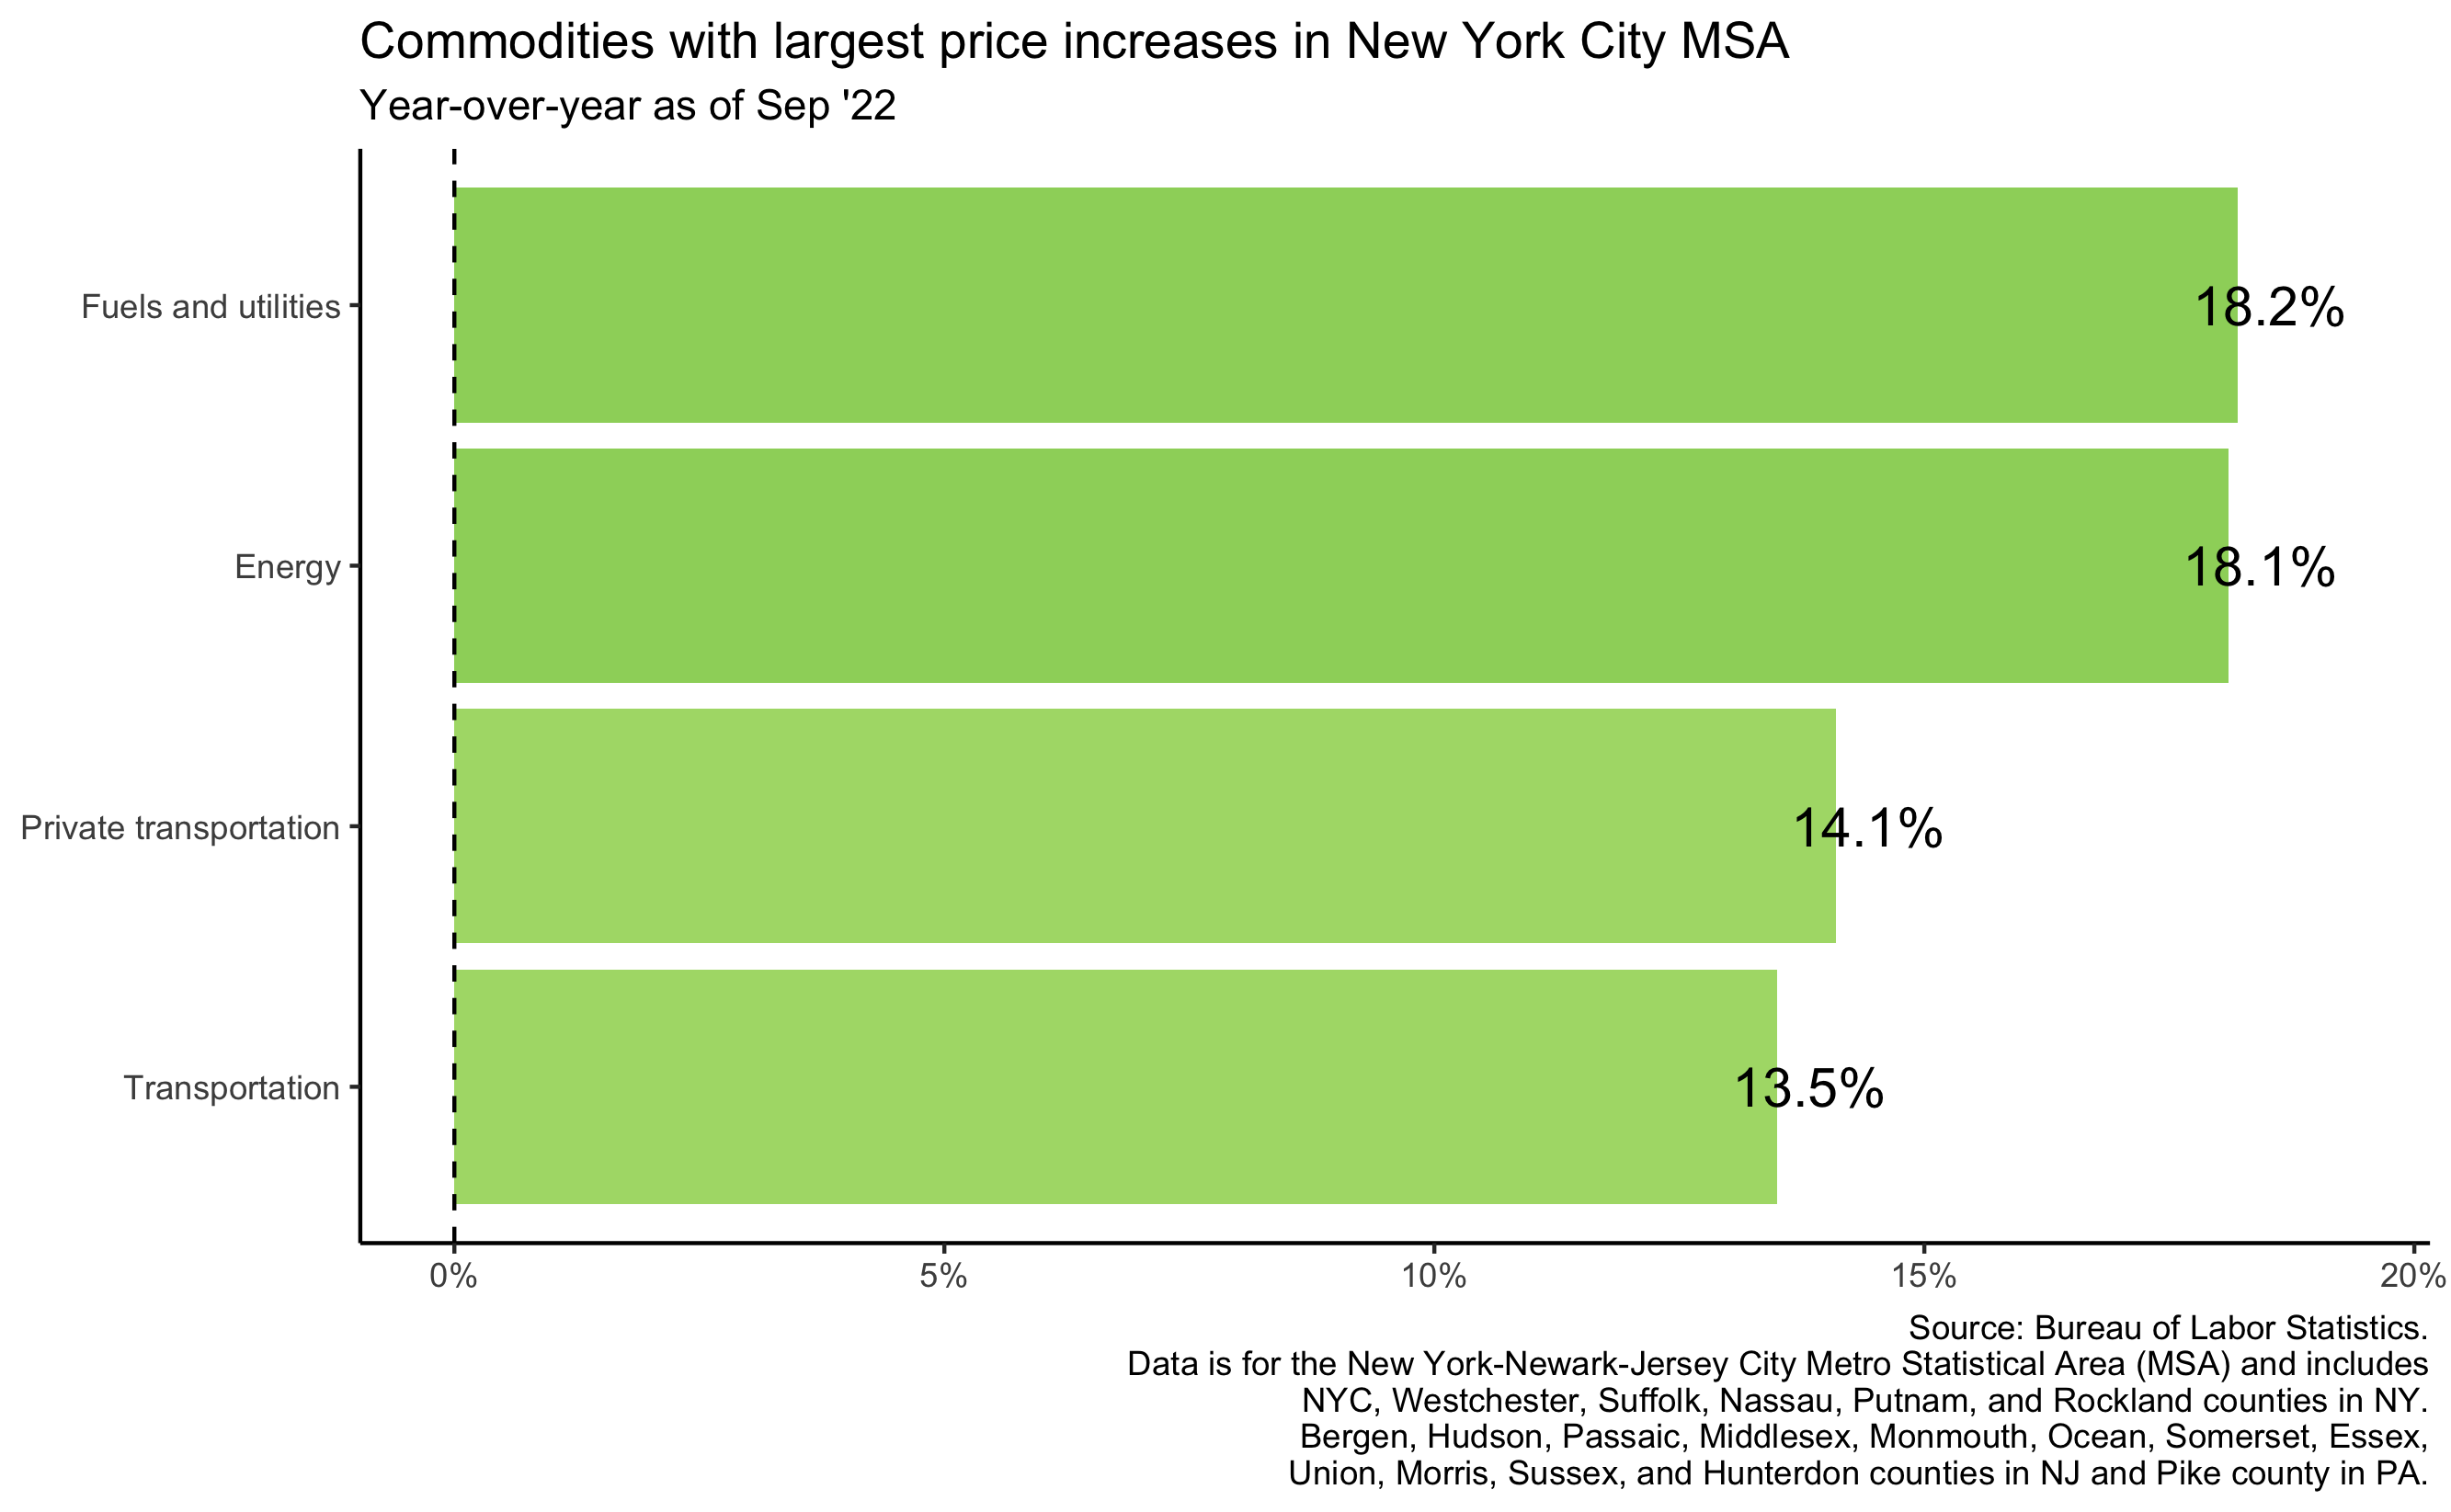 Commodities with largest price increases in New York City MSA
Year-over-year as of Sep '22
Fuels and utilities
18.2%
Energy
18.1%
Private transportation
14.1%
Transportation
13.5%
0% 5% 10% 15% 20%
Source: Bureau of Labor Statistics.
Data is for the New York-Newark-Jersey City Metro Statistical Area (MSA) and includes
NYC, Westchester, Suffolk, Nassau, Putnam, and Rockland counties in NY.
Bergen, Hudson, Passaic, Middlesex, Monmouth, Ocean, Somerset, Essex,
Union, Morris, Sussex, and Hunterdon counties in NJ and Pike county in PA.